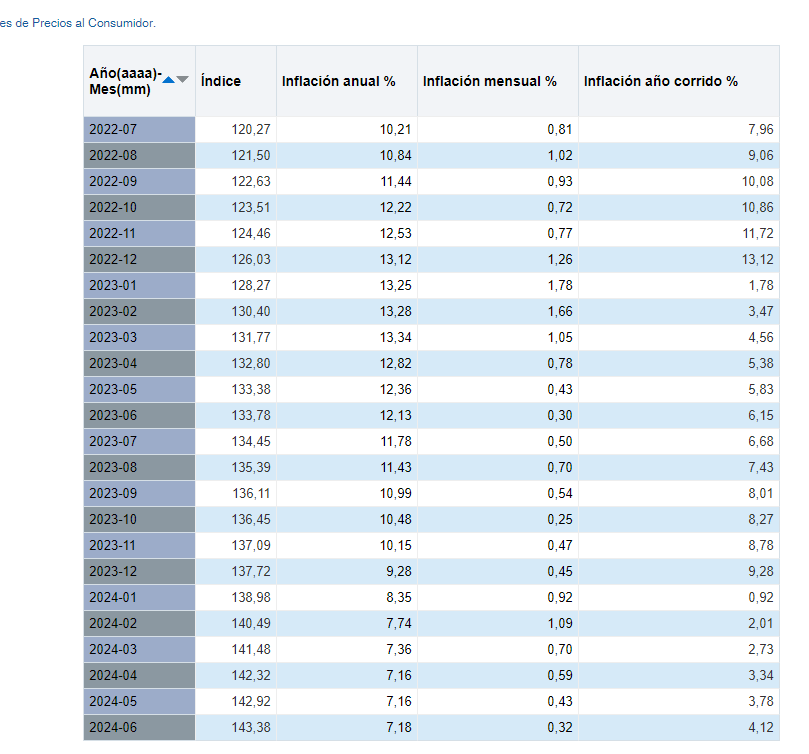 es de Precios al Consumidor.
Año(aaaa)-Mes(mm) Índice Inflación anual % Inflación mensual % Inflación año corrido %
2022-07 120,27 10,21 0,81 7,96
2022-08 121,50 10,84 1,02 9,06
2022-09 122,63 11,44 0,93 10,08
2022-10 123,51 12,22 0,72 10,86
2022-11 124,46 12,53 0,77 11,72
2022-12 126,03 13,12 1,26 13,12
2023-01 128,27 13,25 1,78 1,78
2023-02 130,40 13,28 1,66 3,47
2023-03 131,77 13,34 1,05 4,56
2023-04 132,80 12,82 0,78 5,38
2023-05 133,38 12,36 0,43 5,83
2023-06 133,78 12,13 0,30 6,15
2023-07 134,45 11,78 0,50 6,68
2023-08 135,39 11,43 0,70 7,43
2023-09 136,11 10,99 0,54 8,01
2023-10 136,45 10,48 0,25 8,27
2023-11 137,09 10,15 0,47 8,78
2023-12 137,72 9,28 0,45 9,28
2024-01 138,98 8,35 0,92 0,92
2024-02 140,49 7,74 1,09 2,01
2024-03 141,48 7,36 0,70 2,73
2024-04 142,32 7,16 0,59 3,34
2024-05 142,92 7,16 0,43 3,78
2024-06 143,38 7,18 0,32 4,12